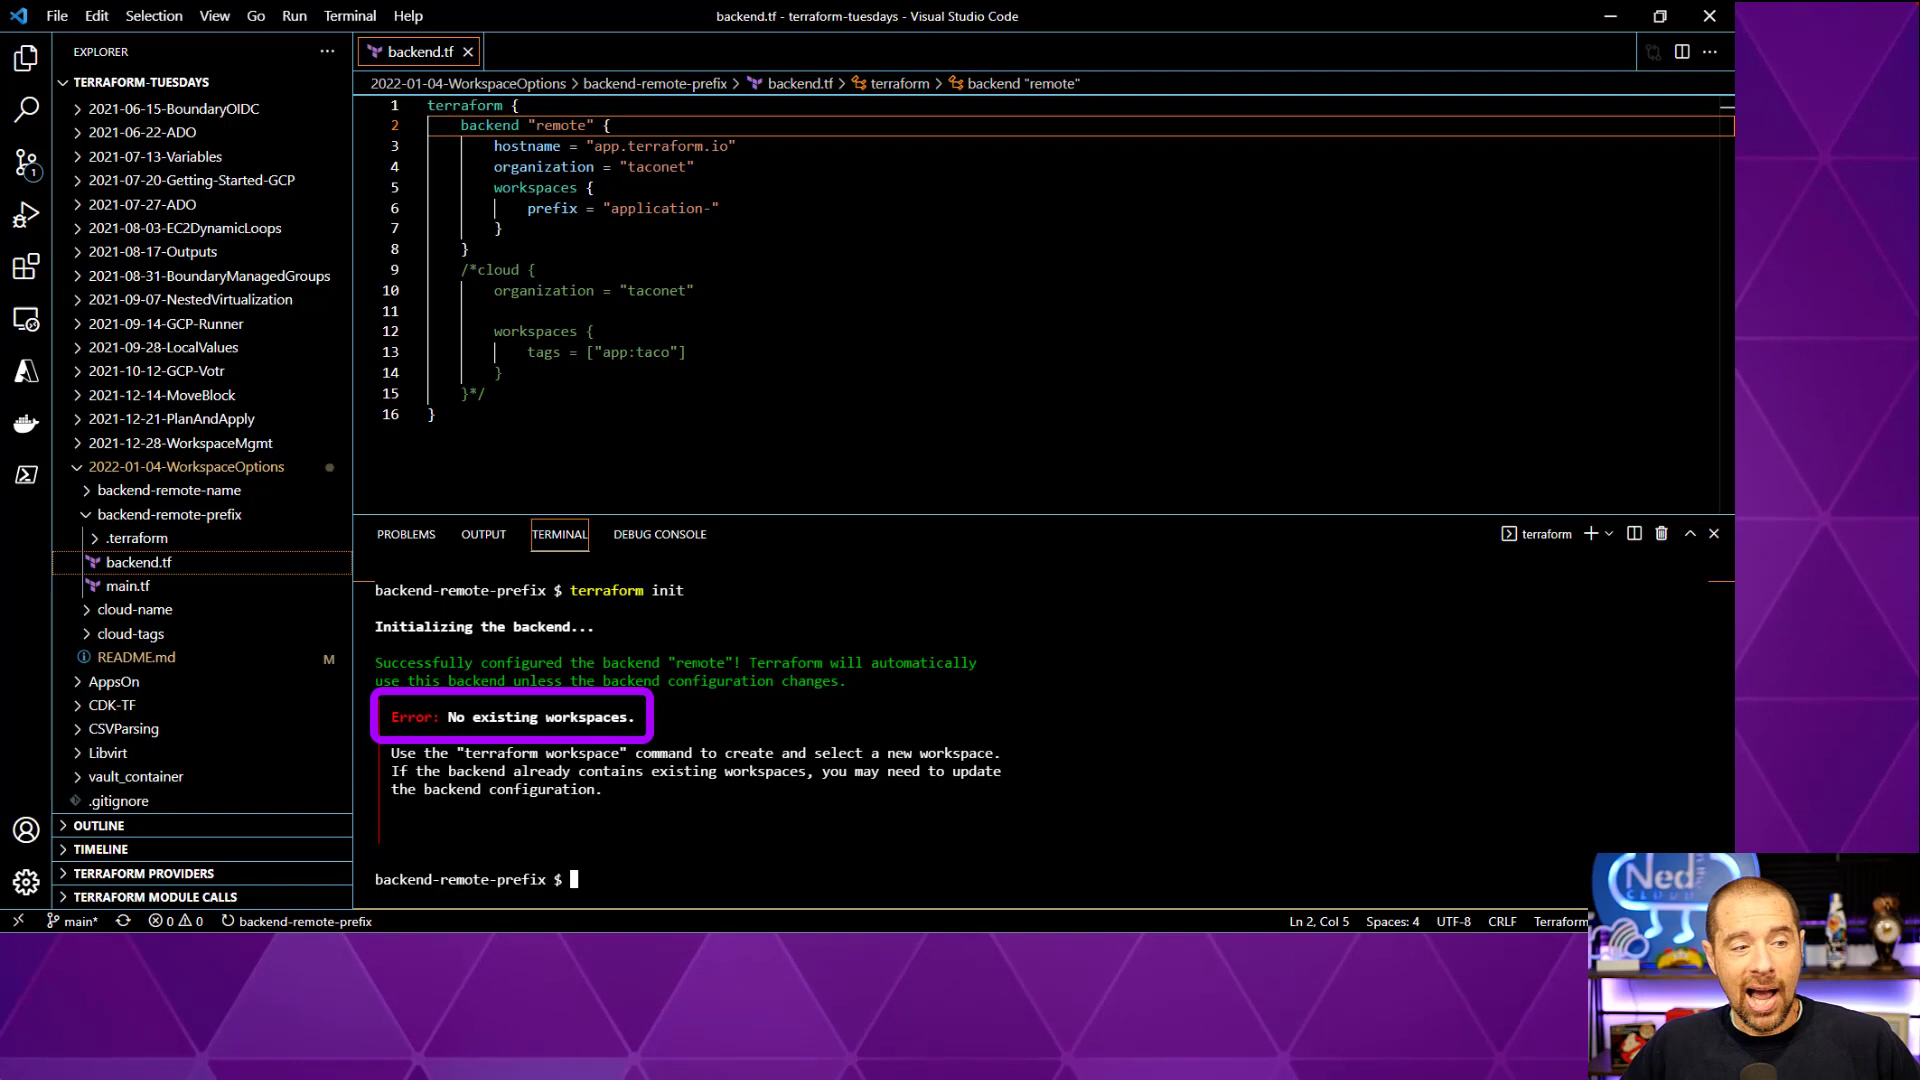 File Edit Selection View Go Run Terminal Help
backend.tf - terraform-tuesdays - Visual Studio Code
EXPLORER
TERRAFORM-TUESDAYS
2021-06-15-BoundaryOIDC
2021-06-22-ADO
2021-07-13-Variables
2021-07-20-Getting-Started-GCP
2021-07-27-ADO
2021-08-03-EC2DynamicLoops
2021-08-17-Outputs
2021-08-31-BoundaryManagedGroups
2021-09-07-NestedVirtualization
2021-09-14-GCP-Runner
2021-09-28-LocalValues
2021-10-12-GCP-Votr
2021-12-14-MoveBlock
2021-12-21-PlanAndApply
2021-12-28-WorkspaceMgmt
2022-01-04-WorkspaceOptions
backend-remote-name
backend-remote-prefix
.terraform
backend.tf
main.tf
cloud-name
cloud-tags
README.md M
AppsOn
CDK-TF
CSVParsing
Libvirt
vault_container
.gitignore
OUTLINE
TIMELINE
TERRAFORM PROVIDERS
TERRAFORM MODULE CALLS
1
backend.tf
2022-01-04-WorkspaceOptions > backend-remote-prefix > backend.tf > terraform > backend "remote"
1 terraform {
2 backend "remote" {
3 hostname = "app.terraform.io"
4 organization = "taconet"
5 workspaces {
6 prefix = "application-"
7 }
8 }
9 /*cloud {
10 organization = "taconet"
11
12 workspaces {
13 tags = ["app:taco"]
14 }
15 }*/
16 }
PROBLEMS OUTPUT TERMINAL DEBUG CONSOLE
terraform
backend-remote-prefix $ terraform init
Initializing the backend...
Successfully configured the backend "remote"! Terraform will automatically
use this backend unless the backend configuration changes.
Error: No existing workspaces.
Use the "terraform workspace" command to create and select a new workspace.
If the backend already contains existing workspaces, you may need to update
the backend configuration.
backend-remote-prefix $
main* 0 0 backend-remote-prefix
Ln 2, Col 5 Spaces: 4 UTF-8 CRLF Terraform
Ned
CLOUD